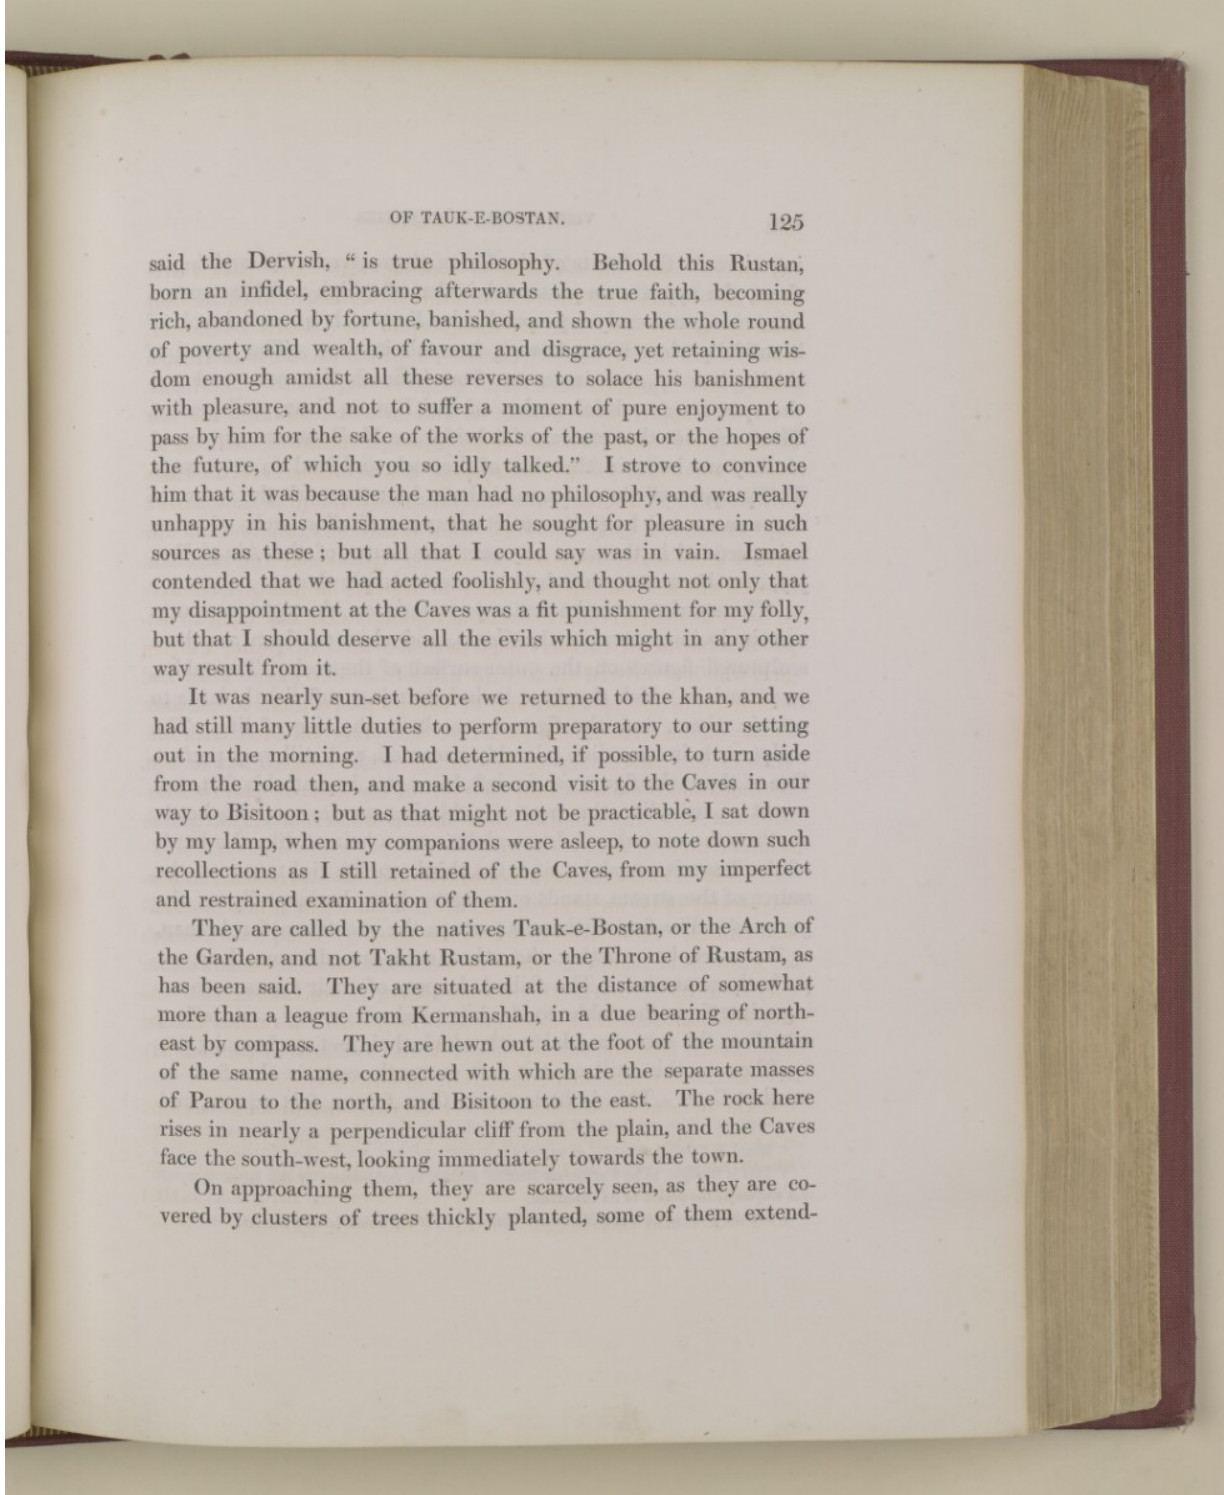 OF TAUK-E-BOSTAN. 125
said the Dervish, “ is true philosophy. Behold this Rustan,
born an infidel, embracing afterwards the true faith, becoming
rich, abandoned by fortune, banished, and shown the whole round
of poverty and wealth, of favour and disgrace, yet retaining wis-
dom enough amidst all these reverses to solace his banishment
with pleasure, and not to suffer a moment of pure enjoyment to
pass by him for the sake of the works of the past, or the hopes of
the future, of which you so idly talked.” I strove to convince
him that it was because the man had no philosophy, and was really
unhappy in his banishment, that he sought for pleasure in such
sources as these ; but all that I could say was in vain. Ismael
contended that we had acted foolishly, and thought not only that
my disappointment at the Caves was a fit punishment for my folly,
but that I should deserve all the evils which might in any other
way result from it.
It was nearly sun-set before we returned to the khan, and we
had still many little duties to perform preparatory to our setting
out in the morning. I had determined, if possible, to turn aside
from the road then, and make a second visit to the Caves in our
way to Bisitoon ; but as that might not be practicable, I sat down
by my lamp, when my companions were asleep, to note down such
recollections as I still retained of the Caves, from my imperfect
and restrained examination of them.
They are called by the natives Tauk-e-Bostan, or the Arch of
the Garden, and not Takht Rustam, or the Throne of Rustam, as
has been said. They are situated at the distance of somewhat
more than a league from Kermanshah, in a due bearing of north-
east by compass. They are hewn out at the foot of the mountain
of the same name, connected with which are the separate masses
of Parou to the north, and Bisitoon to the east. The rock here
rises in nearly a perpendicular cliff from the plain, and the Caves
face the south-west, looking immediately towards the town.
On approaching them, they are scarcely seen, as they are co-
vered by clusters of trees thickly planted, some of them extend-